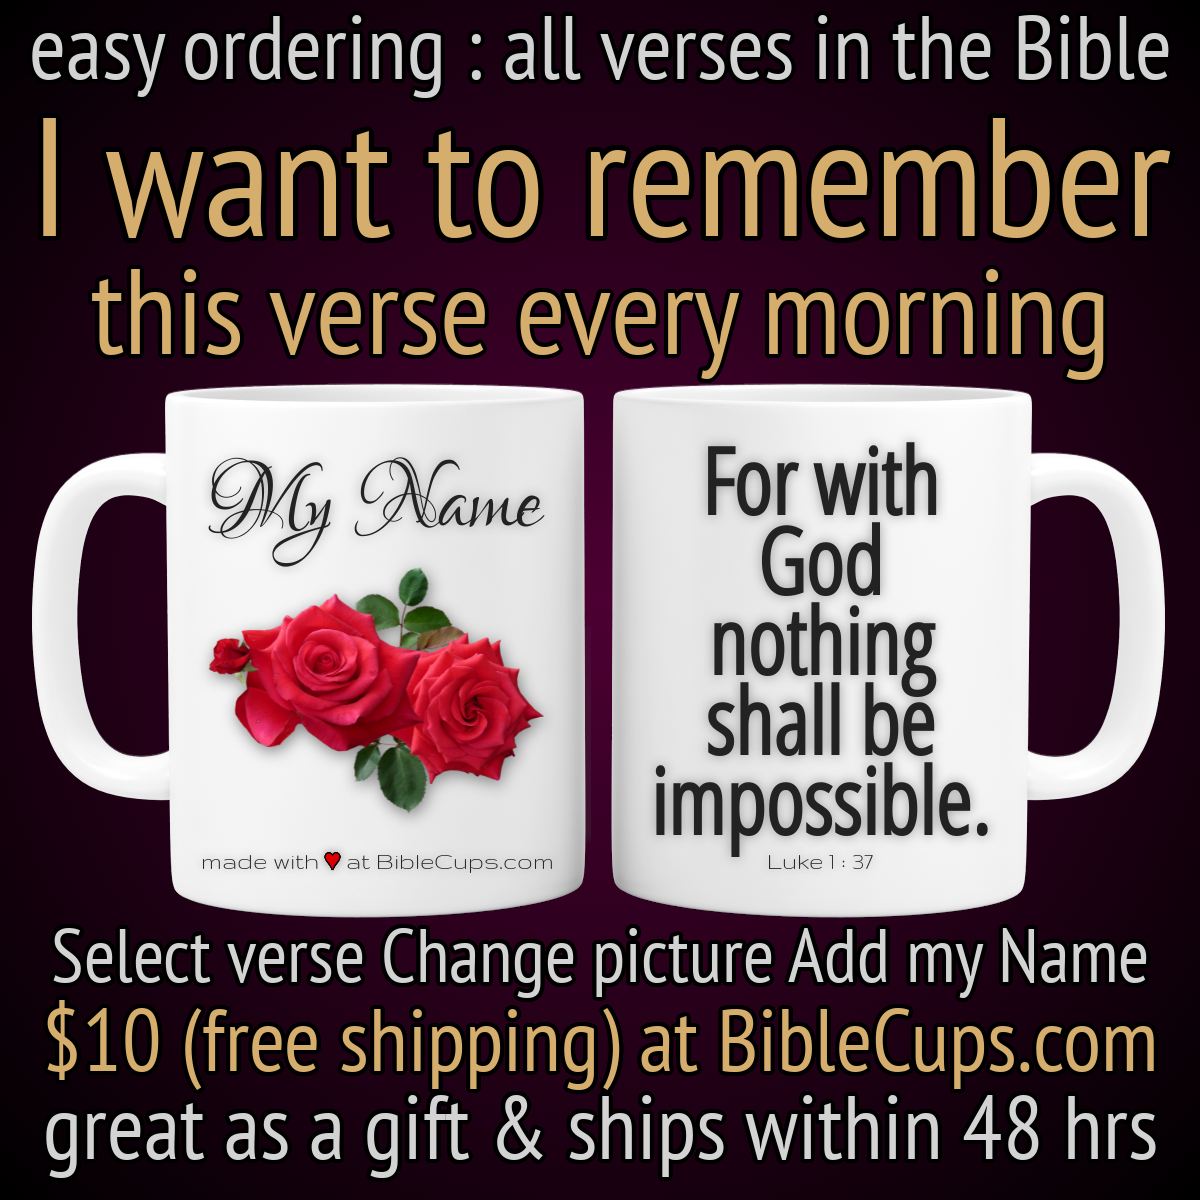 easy ordering : all verses in the Bible
I want to remember
this verse every morning
My Name
made with ♥ at BibleCups.com
For with
God
nothing
shall be
impossible.
Luke 1 : 37
Select verse Change picture Add my Name
$10 (free shipping) at BibleCups.com
great as a gift & ships within 48 hrs